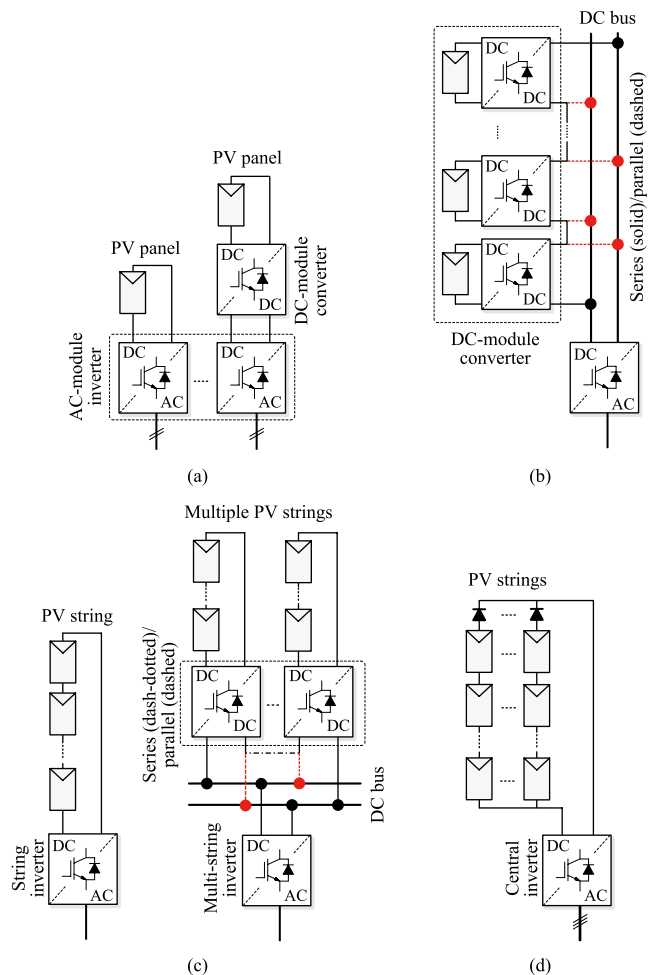 PV panel
PV panel
DC
DC
DC-module
converter
AC-module
inverter
DC
AC
DC
AC
(a)
DC bus
DC
DC
DC
DC
DC
DC
Series (solid)/parallel (dashed)
DC-module
converter
DC
AC
(b)
Multiple PV strings
PV string
Series (dash-dotted)/
parallel (dashed)
DC
DC
DC
DC
DC bus
String
inverter
DC
AC
Multi-string
inverter
DC
AC
(c)
PV strings
Central
inverter
DC
AC
(d)